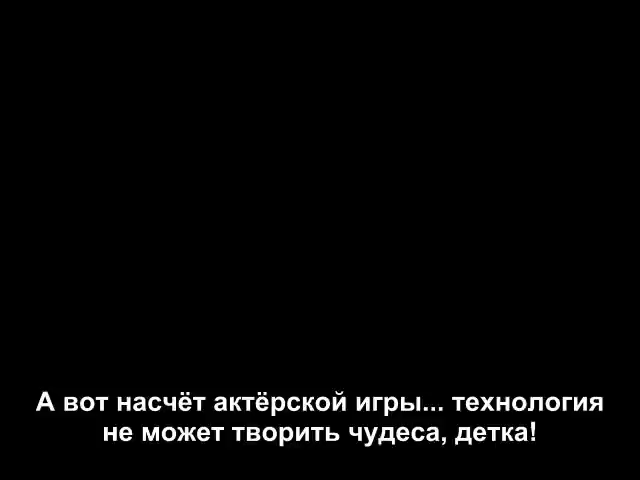 А вот насчёт актёрской игры... технология
не может творить чудеса, детка!